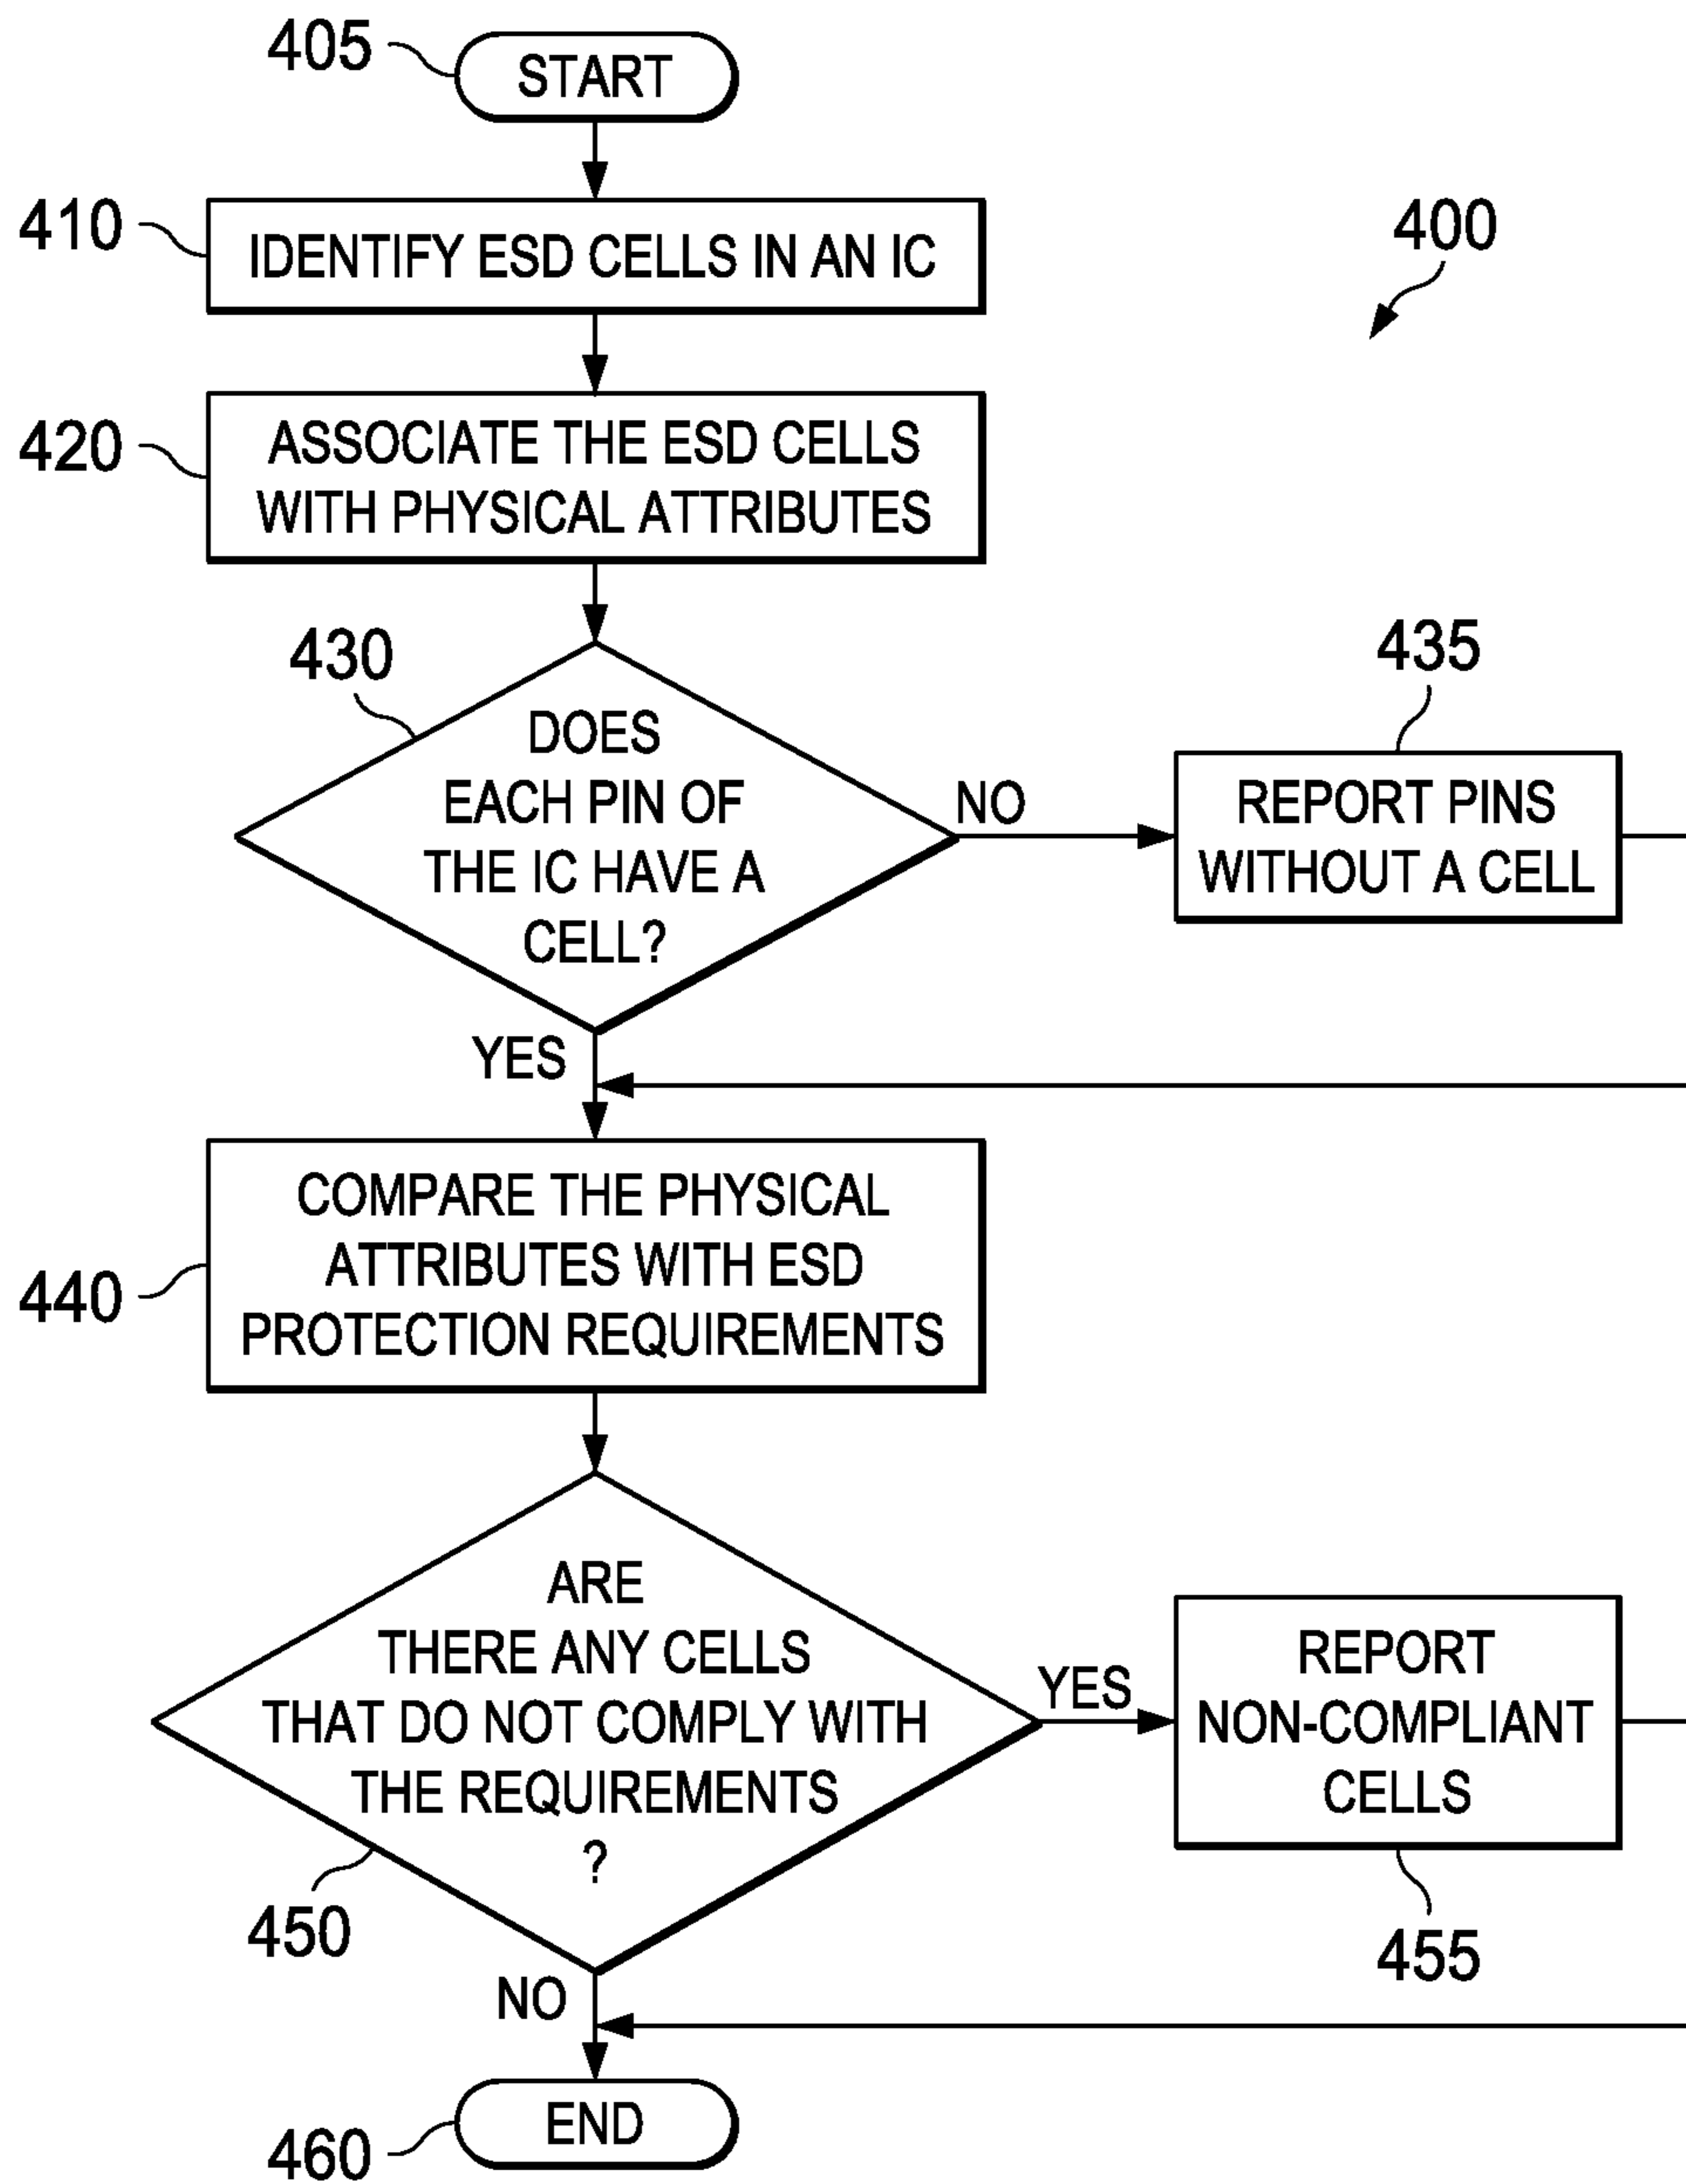 405
START
410
IDENTIFY ESD CELLS IN AN IC
400
420
ASSOCIATE THE ESD CELLS
WITH PHYSICAL ATTRIBUTES
430
DOES
EACH PIN OF
THE IC HAVE A
CELL?
NO
435
REPORT PINS
WITHOUT A CELL
YES
440
COMPARE THE PHYSICAL
ATTRIBUTES WITH ESD
PROTECTION REQUIREMENTS
ARE
THERE ANY CELLS
THAT DO NOT COMPLY WITH
THE REQUIREMENTS
?
450
YES
REPORT
NON-COMPLIANT
CELLS
455
NO
END
460